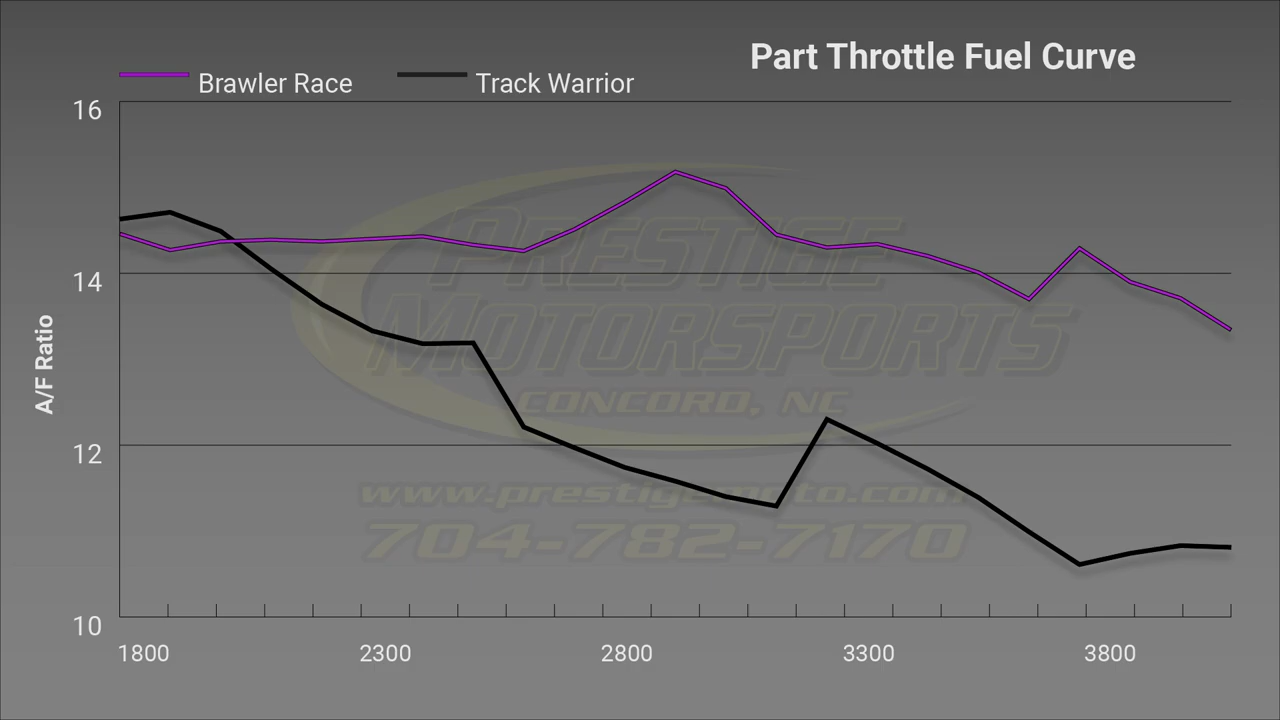 Part Throttle Fuel Curve
Brawler Race
Track Warrior
16
14
12
10
A/F Ratio
PRESTIGE
MOTORSPORTS
CONCORD, NC
www.prestigemoto.com
704-782-7170
1800
2300
2800
3300
3800